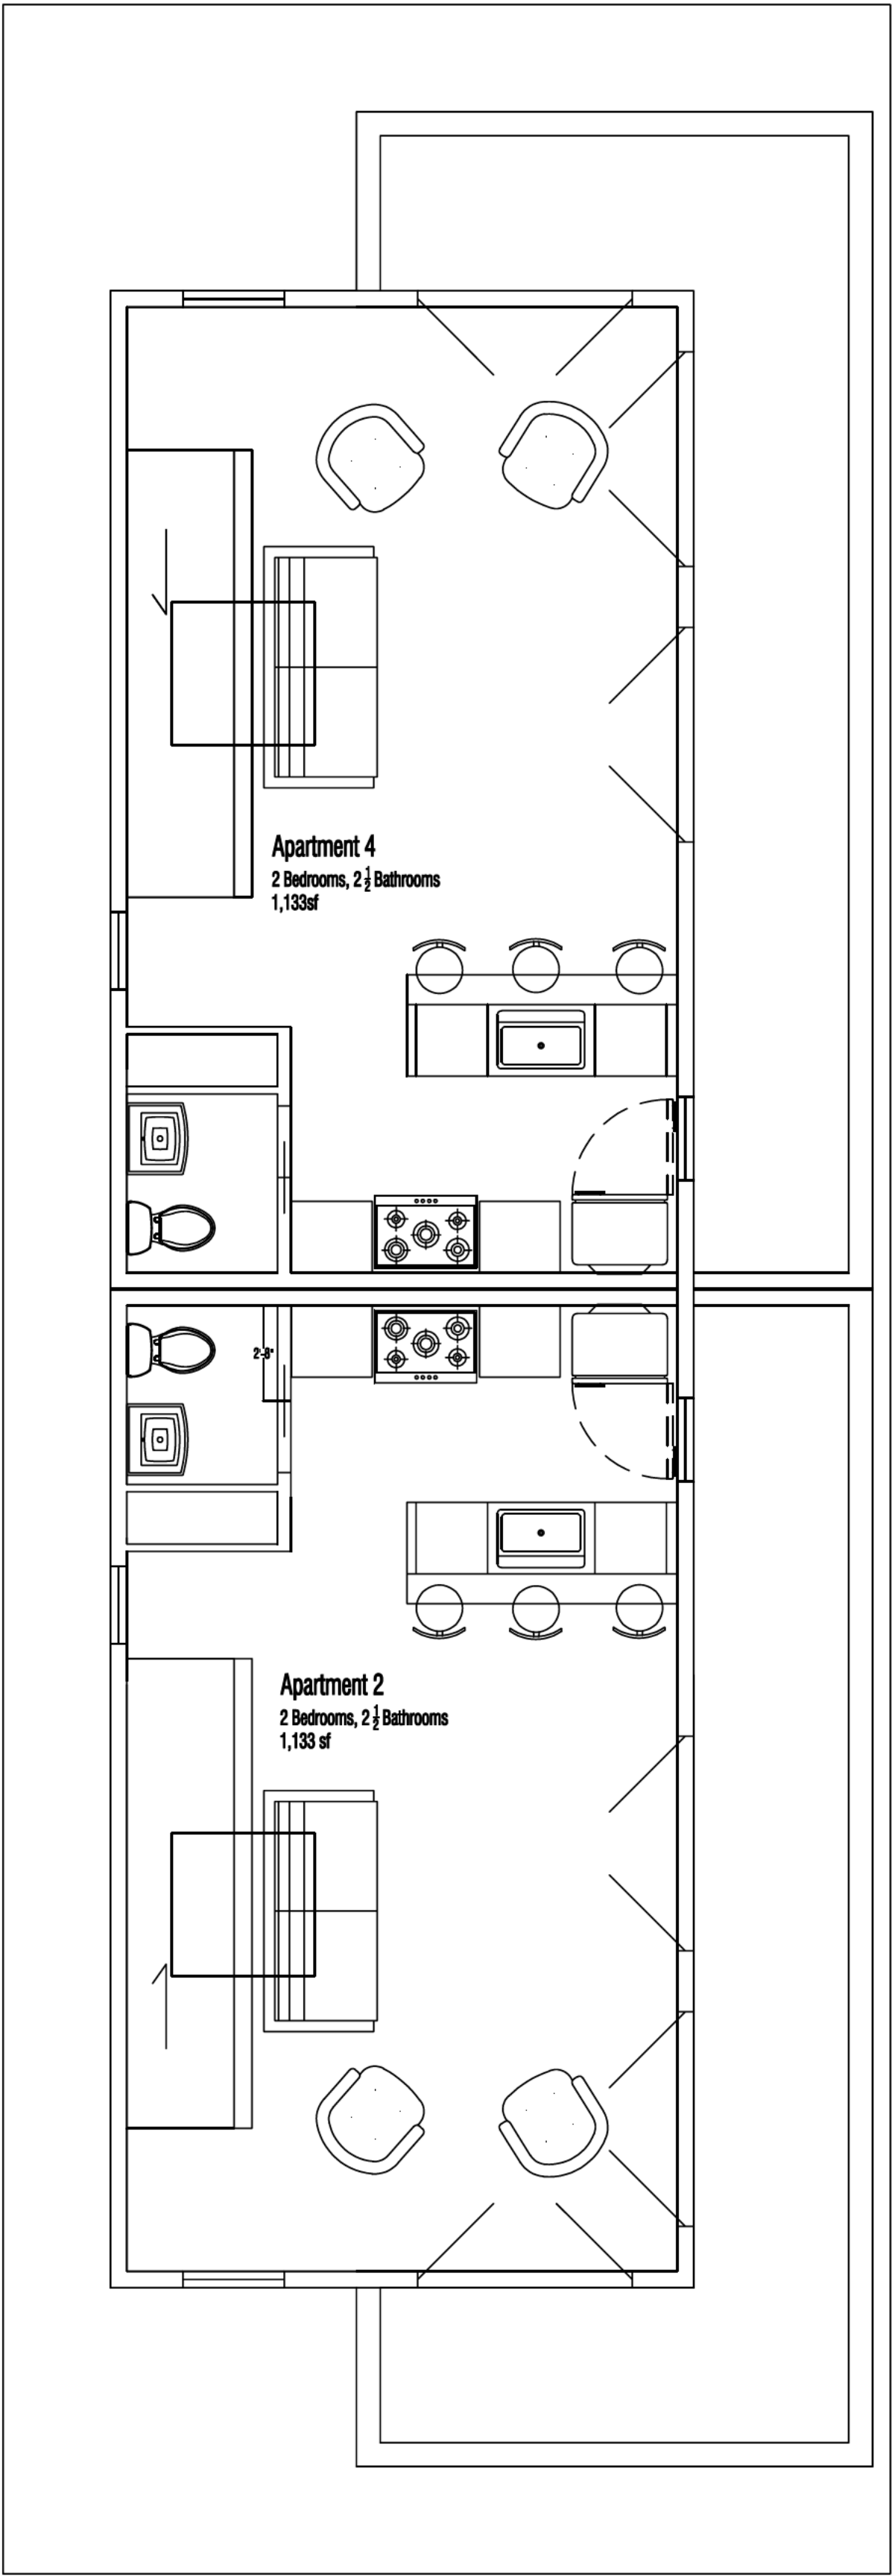 Apartment 4
2 Bedrooms, 2 ½ Bathrooms
1,133sf
2'-8"
Apartment 2
2 Bedrooms, 2 ½ Bathrooms
1,133 sf